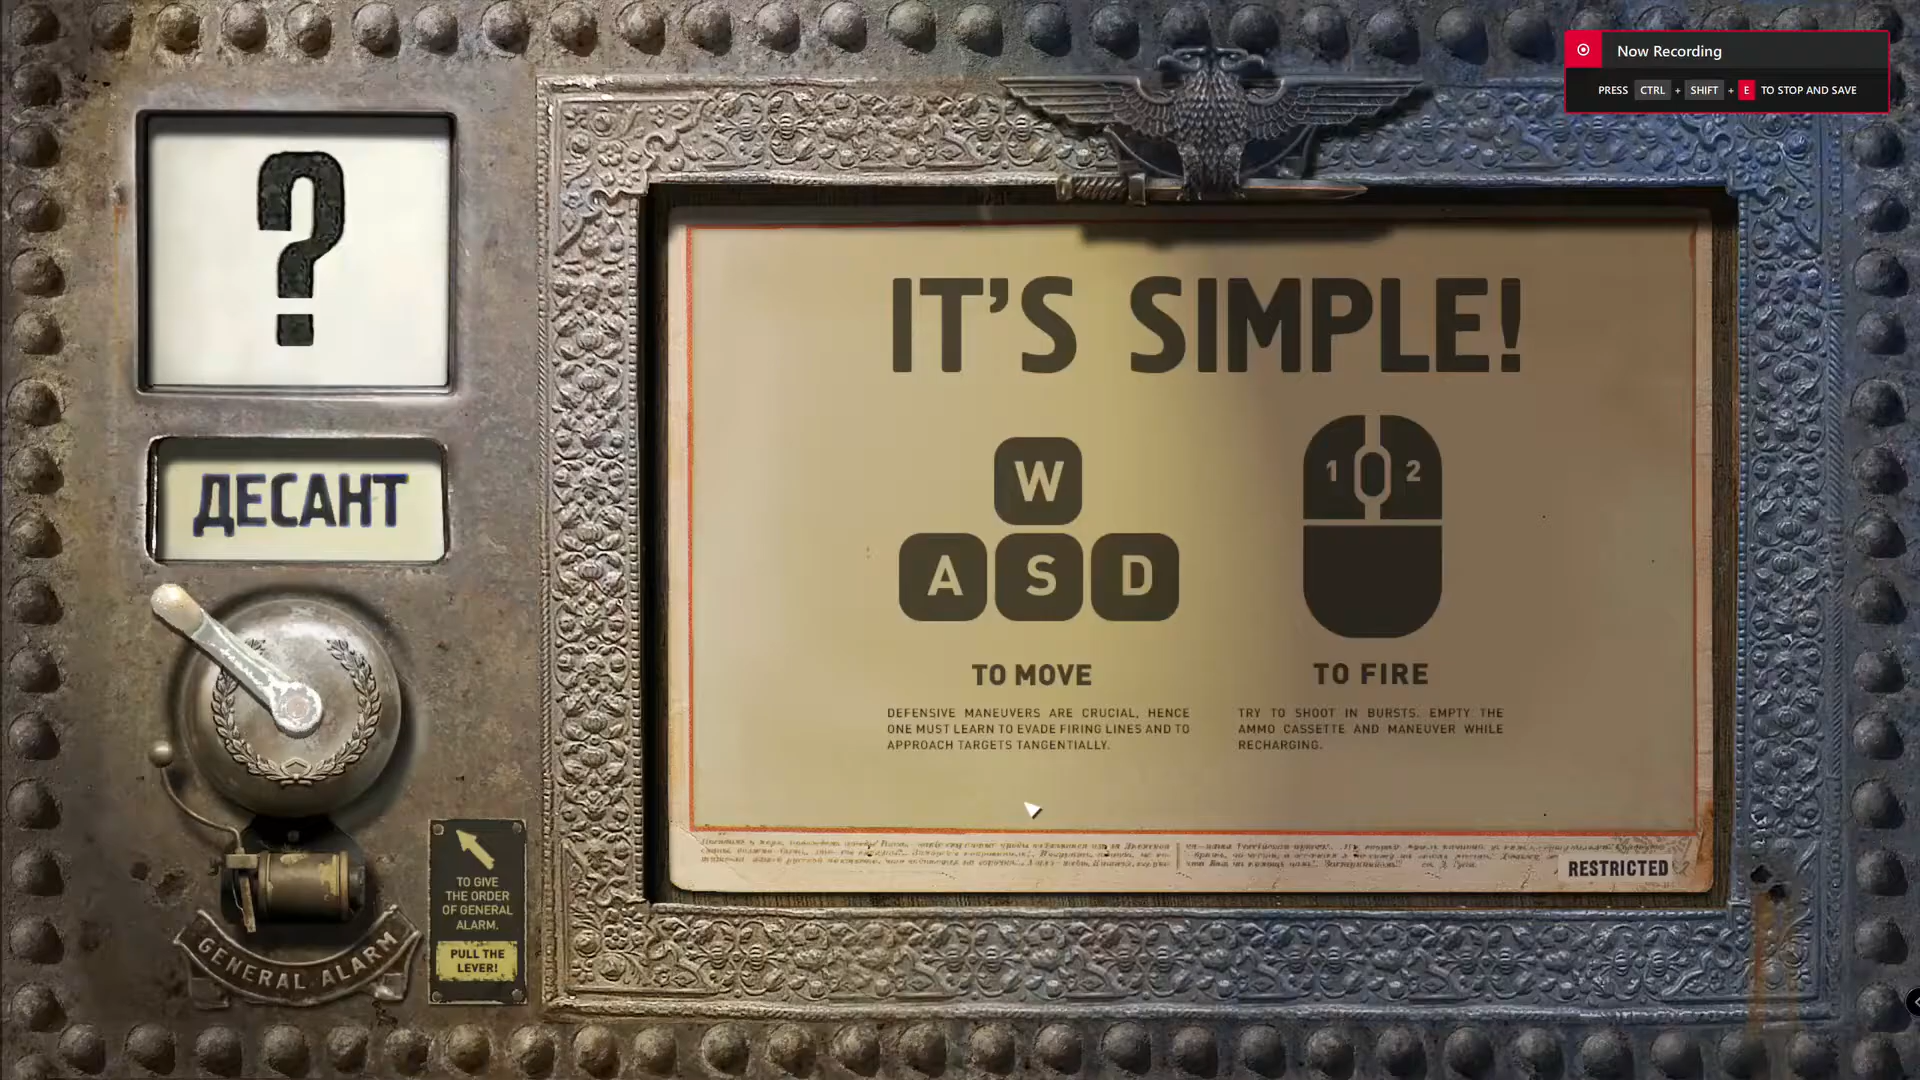 Now Recording
PRESS CTRL + SHIFT + E TO STOP AND SAVE
?
ДЕСАНТ
IT'S SIMPLE!
W
A S D
1 2
TO MOVE
DEFENSIVE MANEUVERS ARE CRUCIAL, HENCE
ONE MUST LEARN TO EVADE FIRING LINES AND TO
APPROACH TARGETS TANGENTIALLY.
TO FIRE
TRY TO SHOOT IN BURSTS. EMPTY THE
AMMO CASSETTE AND MANEUVER WHILE
RECHARGING.
RESTRICTED
TO GIVE
THE ORDER
OF GENERAL
ALARM.
PULL THE
LEVER!
GENERAL ALARM